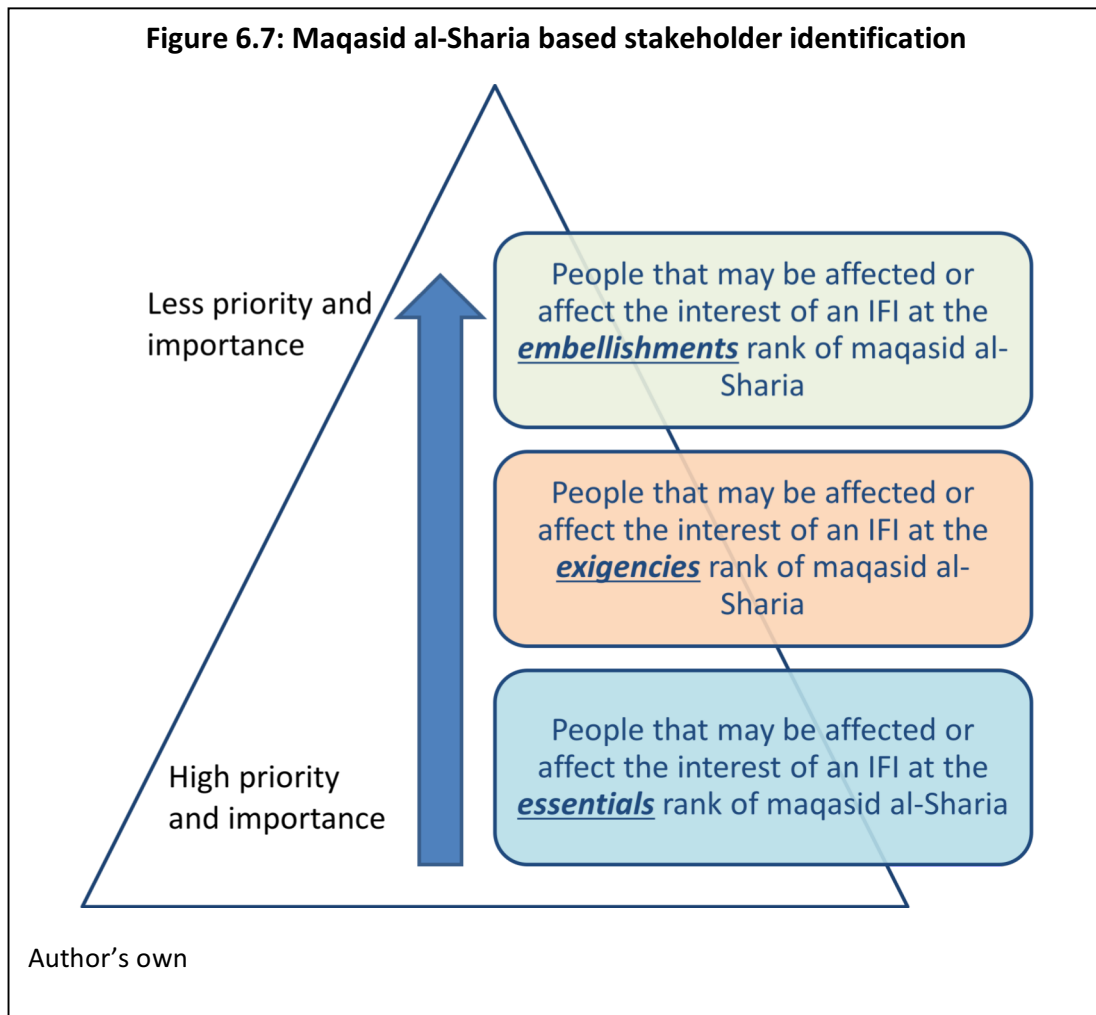 Figure 6.7: Maqasid al-Sharia based stakeholder identification
People that may be affected or
affect the interest of an IFI at the
embellishments rank of maqasid al-
Sharia
Less priority and
importance
People that may be affected or
affect the interest of an IFI at the
exigencies rank of maqasid al-
Sharia
People that may be affected or
affect the interest of an IFI at the
essentials rank of maqasid al-Sharia
High priority
and importance
Author’s own